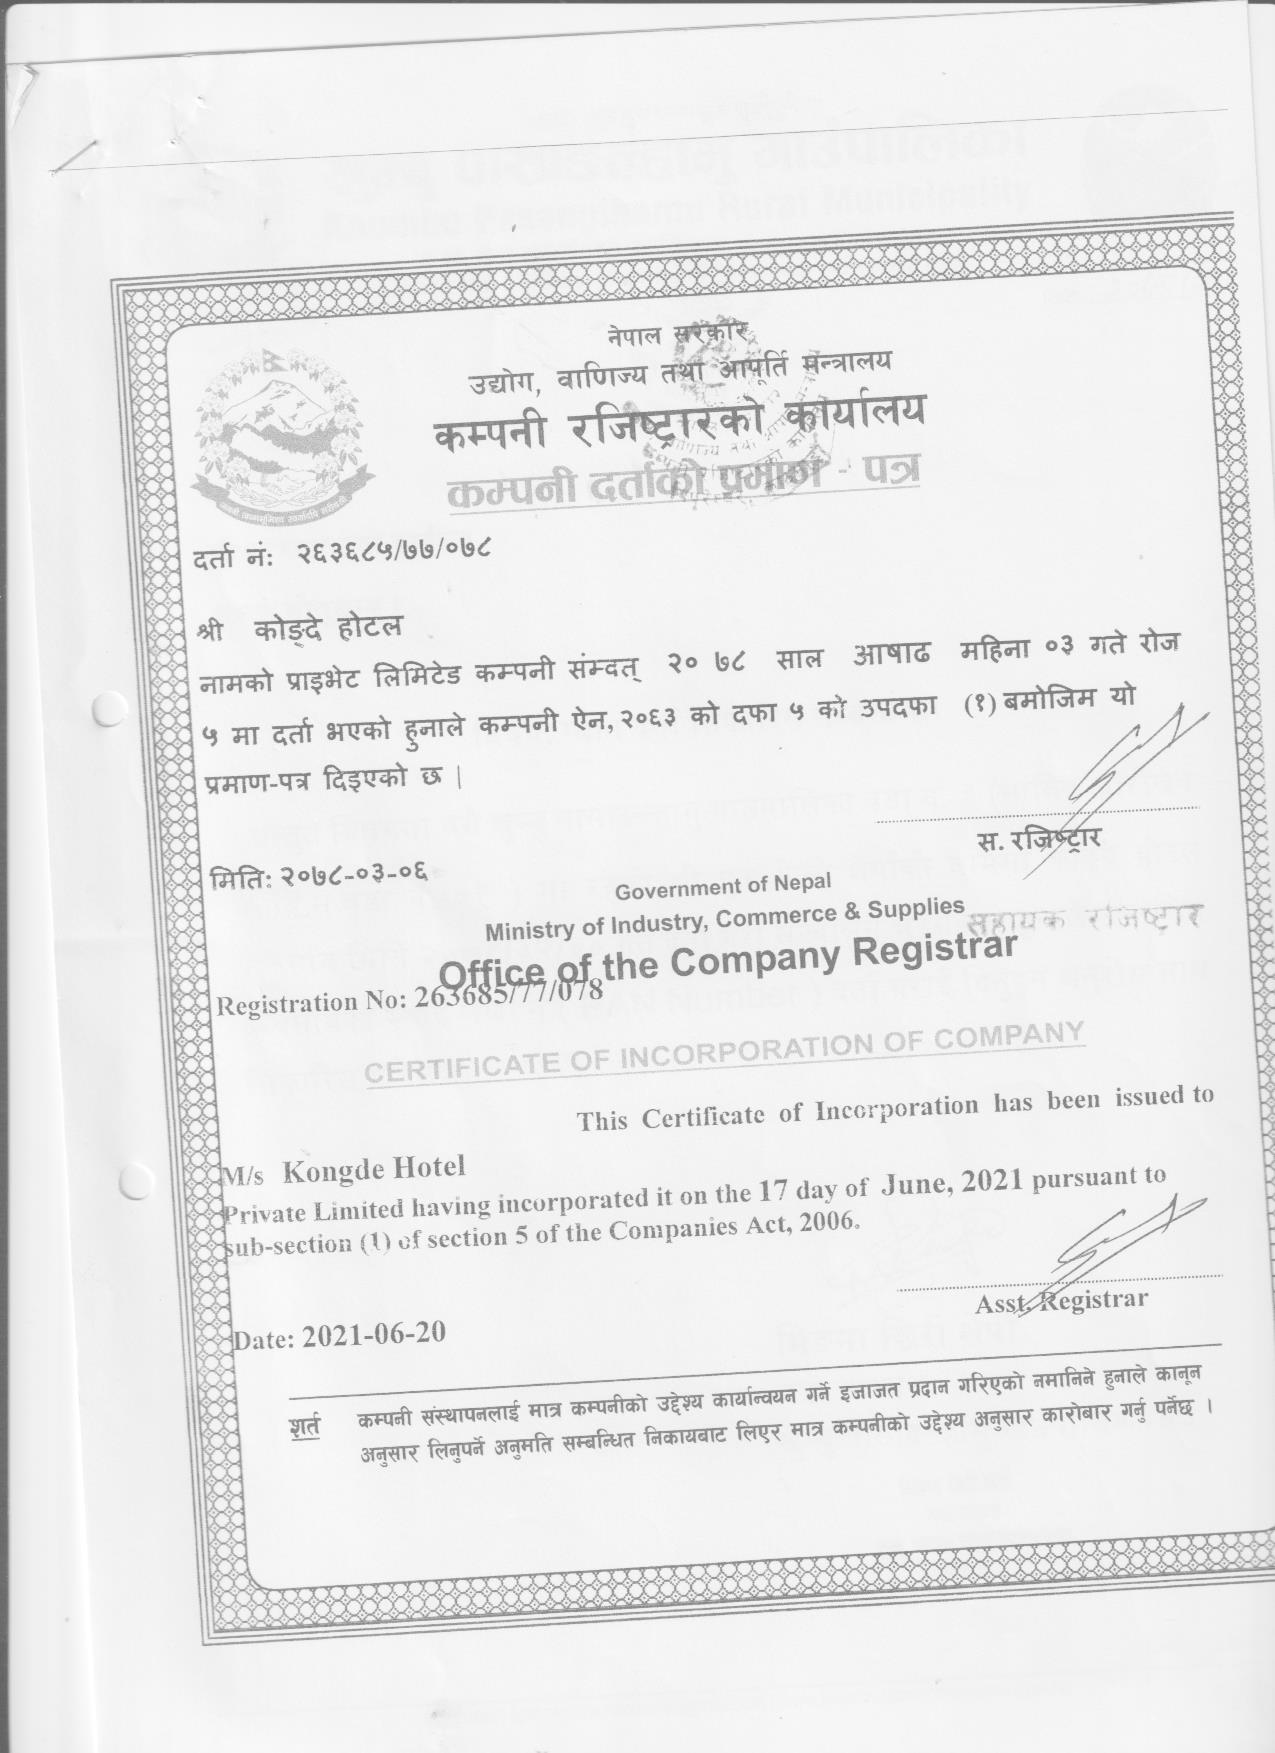 नेपाल सरकार
उद्योग, वाणिज्य तथा आपूर्ति मन्त्रालय
कम्पनी रजिष्ट्रारको कार्यालय
कम्पनी दर्ताको प्रमाण - पत्र
दर्ता नं: २६३६८५/७७/०७८
श्री कोङ्दे होटल
नामको प्राइभेट लिमिटेड कम्पनी संम्वत् २० ७८ साल आषाढ महिना ०३ गते रोज
५ मा दर्ता भएको हुनाले कम्पनी ऐन, २०६३ को दफा ५ को उपदफा (१) बमोजिम यो
प्रमाण-पत्र दिइएको छ |
स. रजिष्ट्रार
मिति: २०७८-०३-०६
सहायक रजिष्टार
Government of Nepal
Ministry of Industry, Commerce & Supplies
Office of the Company Registrar
Registration No: 263685/77/078
CERTIFICATE OF INCORPORATION OF COMPANY
This Certificate of Incorporation has been issued to
M/s Kongde Hotel
Private Limited having incorporated it on the 17 day of June, 2021 pursuant to
sub-section (1) of section 5 of the Companies Act, 2006.
Asst. Registrar
Date: 2021-06-20
शर्त कम्पनी संस्थापनलाई मात्र कम्पनीको उद्देश्य कार्यान्वयन गर्ने इजाजत प्रदान गरिएको नमानिने हुनाले कानून
अनुसार लिनुपर्ने अनुमति सम्बन्धित निकायबाट लिएर मात्र कम्पनीको उद्देश्य अनुसार कारोबार गर्नु पर्नेछ ।